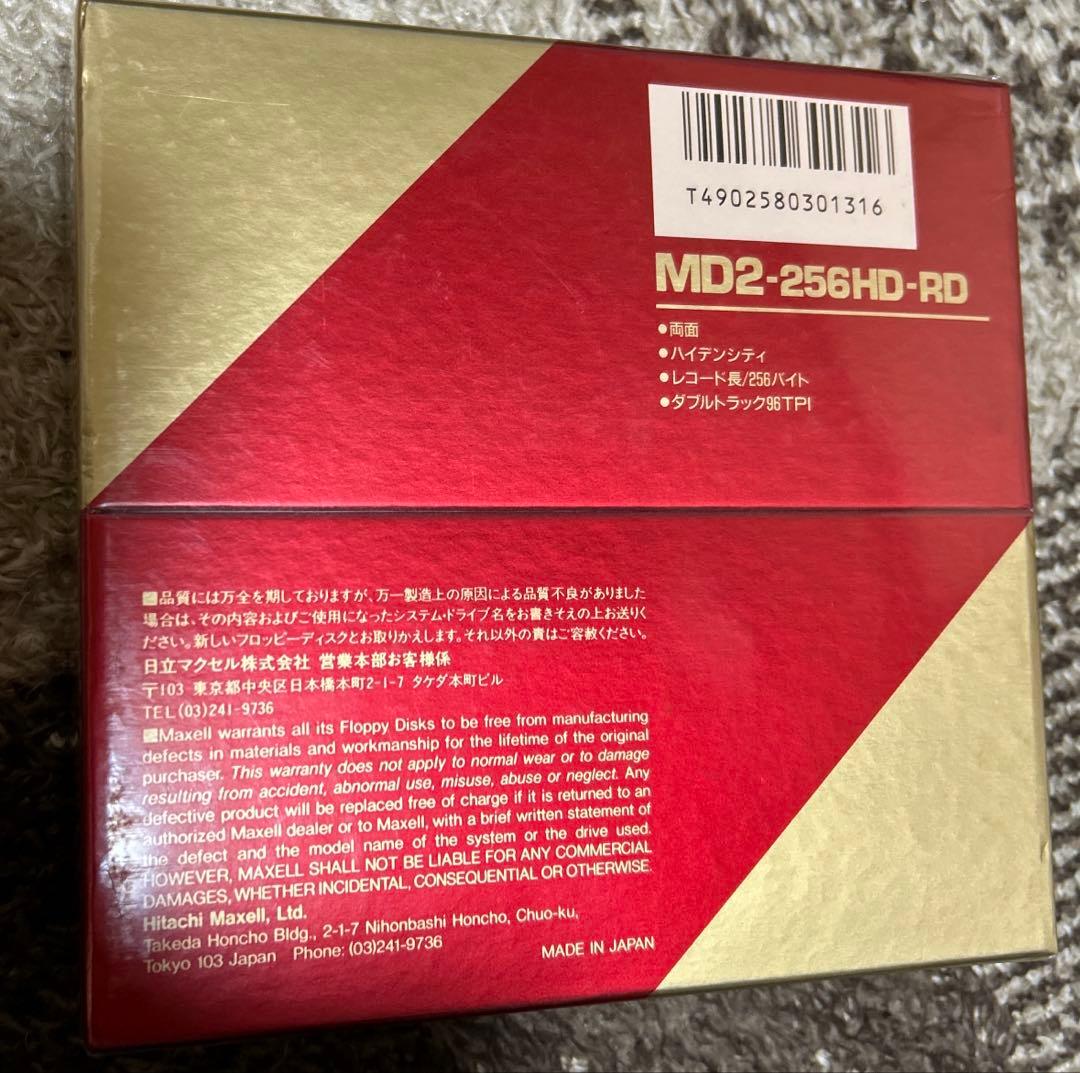 T4902580301316
MD2-256HD-RD
●両面
●ハイデンシティ
●レコード長/256バイト
●ダブルトラック96TPI
品質には万全を期しておりますが、万一製造上の原因による品質不良がありました
場合は、その内容およびご使用になったシステム・ドライブ名をお書きそえの上お送りく
ださい。新しいフロッピーディスクとお取りかえします。それ以外の責はご容赦ください。
日立マクセル株式会社 営業本部お客様係
〒103 東京都中央区日本橋本町2-1-7 タケダ本町ビル
TEL(03)241-9736
Maxell warrants all its Floppy Disks to be free from manufacturing
defects in materials and workmanship for the lifetime of the original
purchaser. This warranty does not apply to normal wear or to damage
resulting from accident, abnormal use, misuse, abuse or neglect. Any
defective product will be replaced free of charge if it is returned to an
authorized Maxell dealer or to Maxell, with a brief written statement of
the defect and the model name of the system or the drive used.
HOWEVER, MAXELL SHALL NOT BE LIABLE FOR ANY COMMERCIAL
DAMAGES, WHETHER INCIDENTAL, CONSEQUENTIAL OR OTHERWISE.
Hitachi Maxell, Ltd.
Takeda Honcho Bldg., 2-1-7 Nihonbashi Honcho, Chuo-ku,
Tokyo 103 Japan Phone: (03)241-9736
MADE IN JAPAN